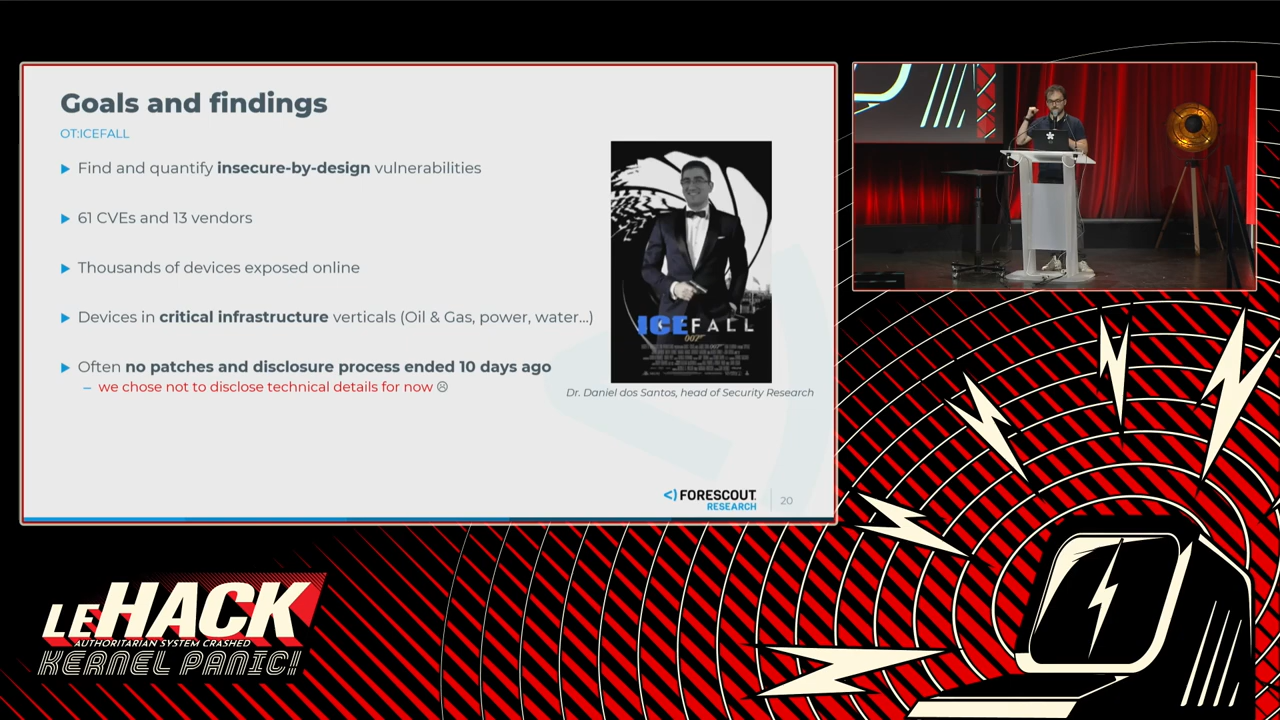 Goals and findings
OT:ICEFALL
Find and quantify insecure-by-design vulnerabilities
61 CVEs and 13 vendors
Thousands of devices exposed online
Devices in critical infrastructure verticals (Oil & Gas, power, water...)
Often no patches and disclosure process ended 10 days ago
– we chose not to disclose technical details for now ☹
ICEFALL
007
Dr. Daniel dos Santos, head of Security Research
<) FORESCOUT
RESEARCH
20
LEHACK
AUTHORITARIAN SYSTEM CRASHED
KERNEL PANIC!